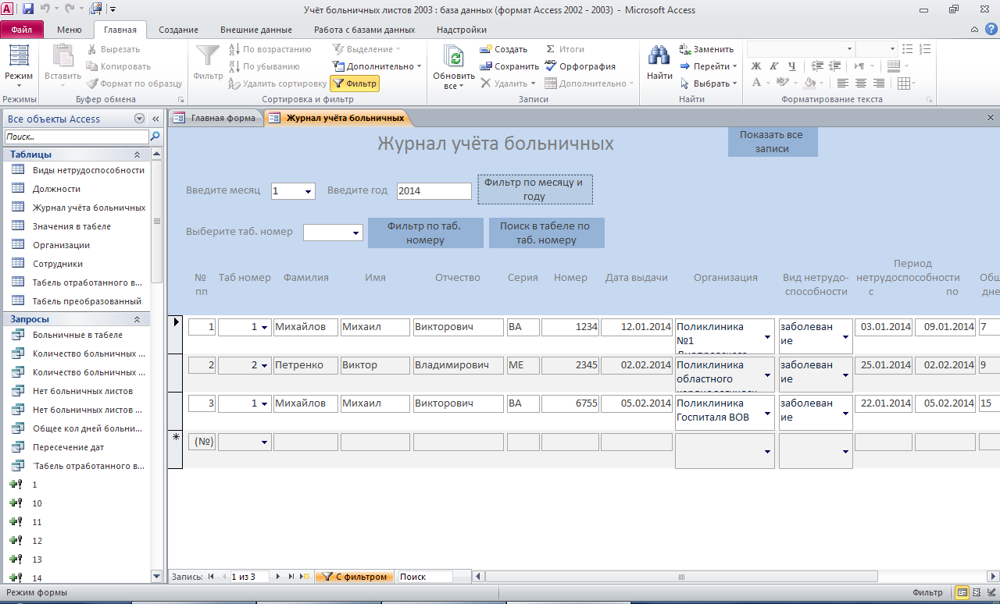 Учёт больничных листов 2003 : база данных (формат Access 2002 - 2003) - Microsoft Access
Файл Меню Главная Создание Внешние данные Работа с базами данных Надстройки
Режим
Режимы
Вставить
Вырезать
Копировать
Формат по образцу
Буфер обмена
Фильтр
По возрастанию
По убыванию
Удалить сортировку
Выделение
Дополнительно
Фильтр
Сортировка и фильтр
Обновить
все
Создать
Сохранить
Удалить
Итоги
Орфография
Дополнительно
Записи
Найти
Заменить
Перейти
Выбрать
Найти
Ж К Ч
А
Форматирование текста
Все объекты Access
Поиск...
Таблицы
Виды нетрудоспособности
Должности
Журнал учёта больничных
Значения в табеле
Организации
Сотрудники
Табель отработанного в...
Табель преобразованный
Запросы
Больничные в табеле
Количество больничных ...
Количество больничных ...
Нет больничных листов
Нет больничных листов ...
Общее кол дней больни...
Пересечение дат
'Табель отработанного в...
1
10
11
12
13
14
Главная форма Журнал учёта больничных
Журнал учёта больничных
Показать все
записи
Введите месяц 1 Введите год 2014
Фильтр по месяцу и
году
Выберите таб. номер
Фильтр по таб.
номеру
Поиск в табеле по
таб. номеру
№
пп
Таб номер Фамилия Имя Отчество Серия Номер Дата выдачи Организация
Вид нетрудо-
способности
Период
нетрудоспособности
с по
Общ
дне
1 1 Михайлов Михаил Викторович ВА 1234 12.01.2014 Поликлиника заболеван 03.01.2014 09.01.2014 7
№1 ие
2 2 Петренко Виктор Владимирович МЕ 2345 02.02.2014 Поликлиника заболеван 25.01.2014 02.02.2014 9
областного ие
3 1 Михайлов Михаил Викторович ВА 6755 05.02.2014 Поликлиника заболеван 22.01.2014 05.02.2014 15
Госпиталя ВОВ ие
(№)
Запись: 1 из 3 С фильтром Поиск
Режим формы Фильтр